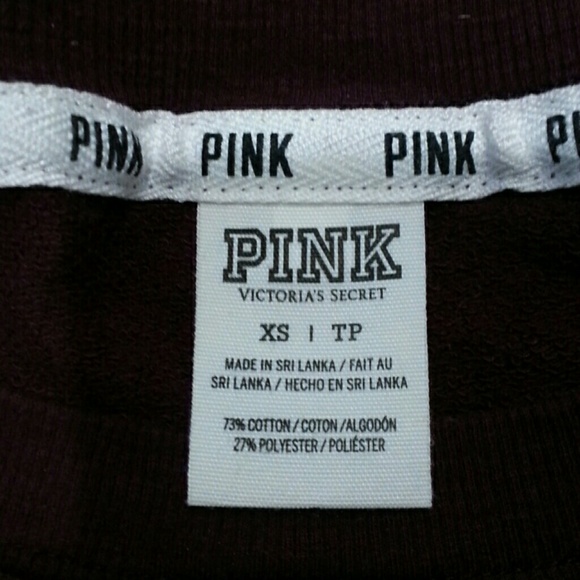 PINK PINK PINK PI
PINK
VICTORIA'S SECRET
XS | TP
MADE IN SRI LANKA / FAIT AU
SRI LANKA / HECHO EN SRI LANKA
73% COTTON / COTON /ALGODÓN
27% POLYESTER / POLIÉSTER